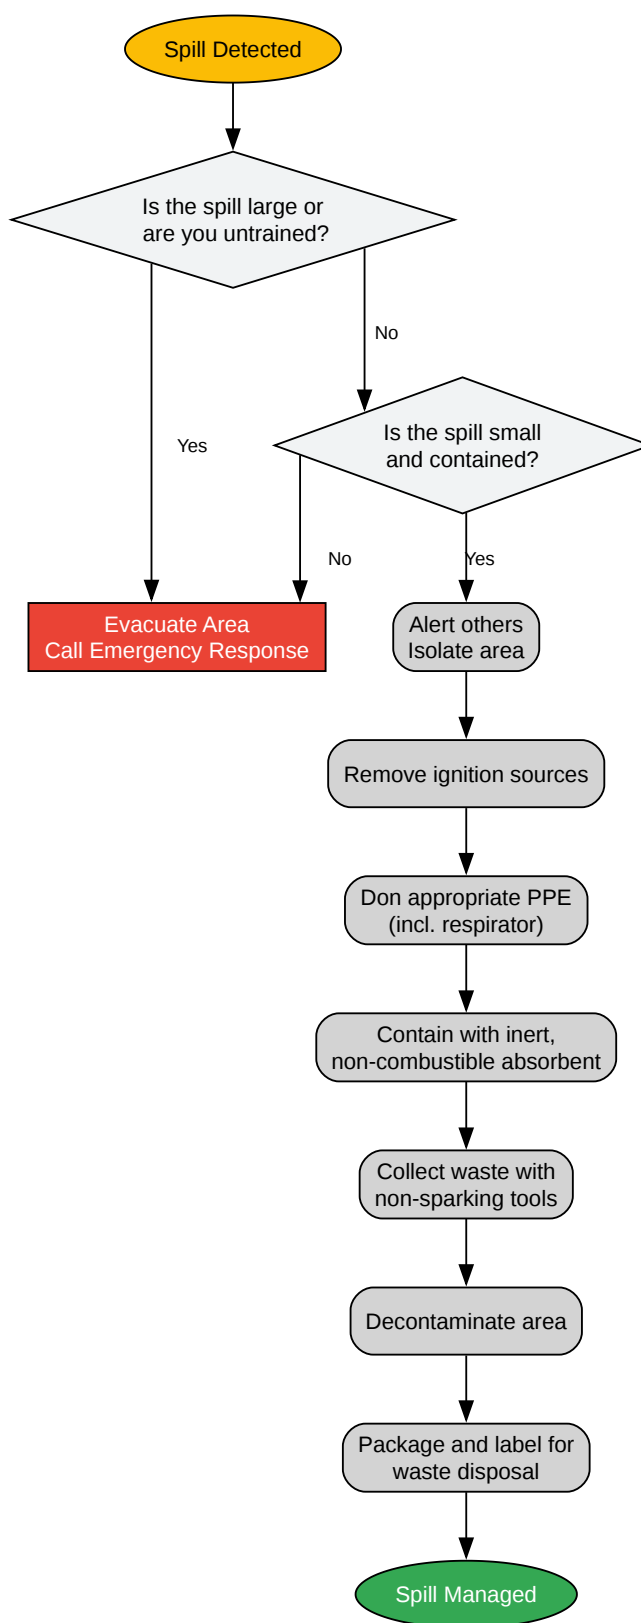 Spill Detected
Is the spill large or
are you untrained?
No
Is the spill small
and contained?
Yes
No
Yes
Evacuate Area
Call Emergency Response
Alert others
Isolate area
Remove ignition sources
Don appropriate PPE
(incl. respirator)
Contain with inert,
non-combustible absorbent
Collect waste with
non-sparking tools
Decontaminate area
Package and label for
waste disposal
Spill Managed